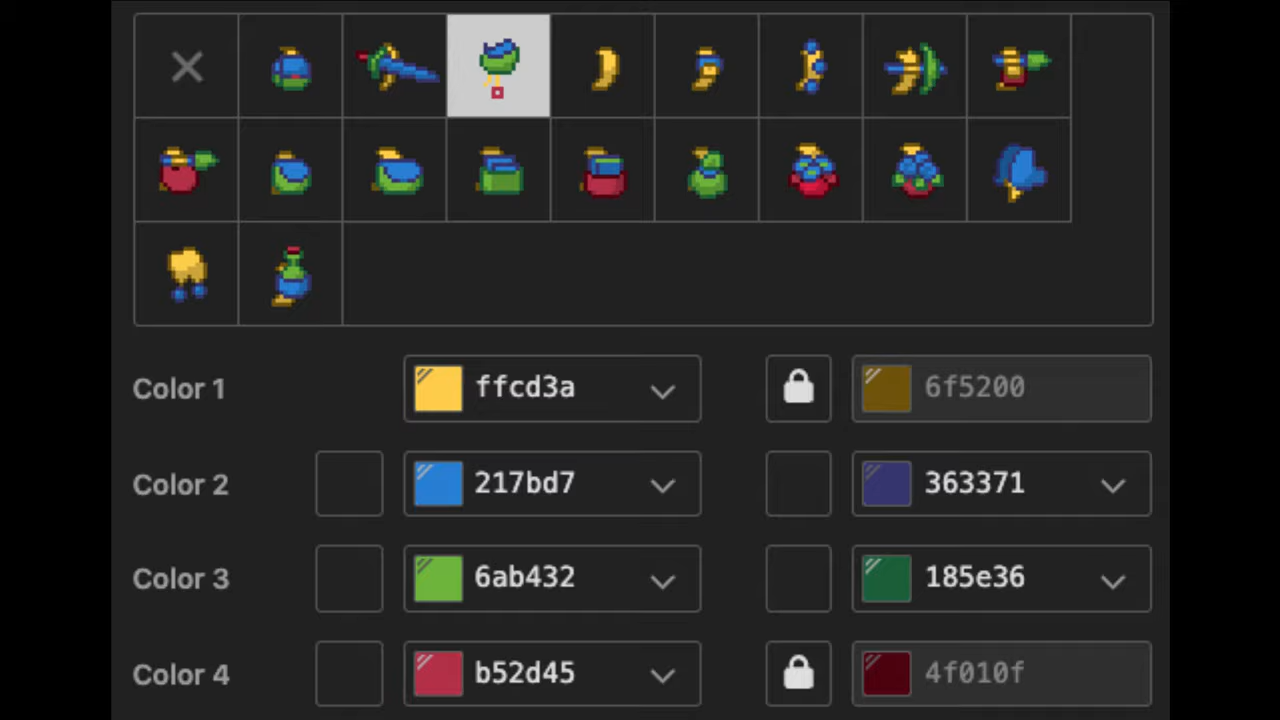 Color 1 ffcd3a 6f5200
Color 2 217bd7 363371
Color 3 6ab432 185e36
Color 4 b52d45 4f010f